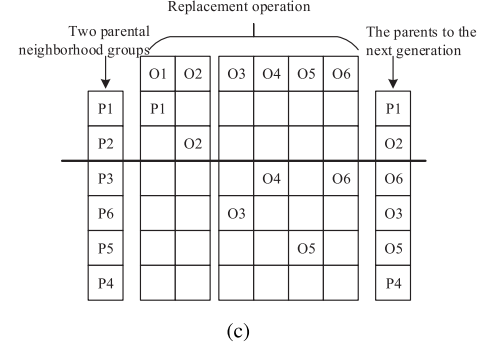 Replacement operation
Two parental
neighborhood groups
The parents to the
next generation
O1 O2 O3 O4 O5 O6
P1 P1 P1
P2 O2 O2
P3 O4 O6 O6
P6 O3 O3
P5 O5 O5
P4 P4
(c)